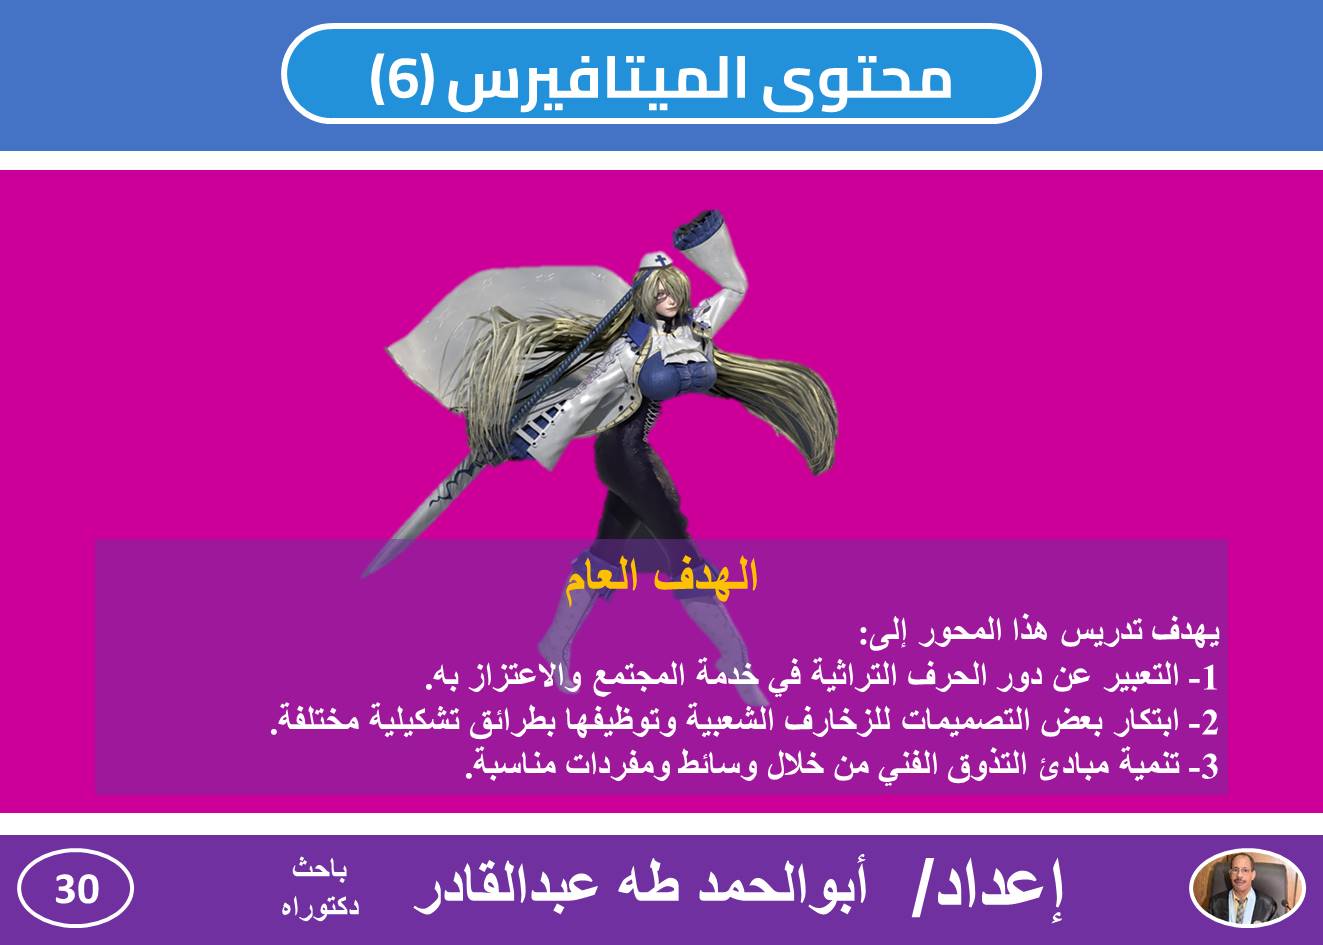 محتوى الميتافيرس (6)
الهدف العام
يهدف تدريس هذا المحور إلى:
1- التعبير عن دور الحرف التراثية في خدمة المجتمع والاعتزاز به.
2- ابتكار بعض التصميمات للزخارف الشعبية وتوظيفها بطرائق تشكيلية مختلفة.
3- تنمية مبادئ التذوق الفني من خلال وسائط ومفردات مناسبة.
إعداد/ أبوالحمد طه عبدالقادر
باحث
دكتوراه
30